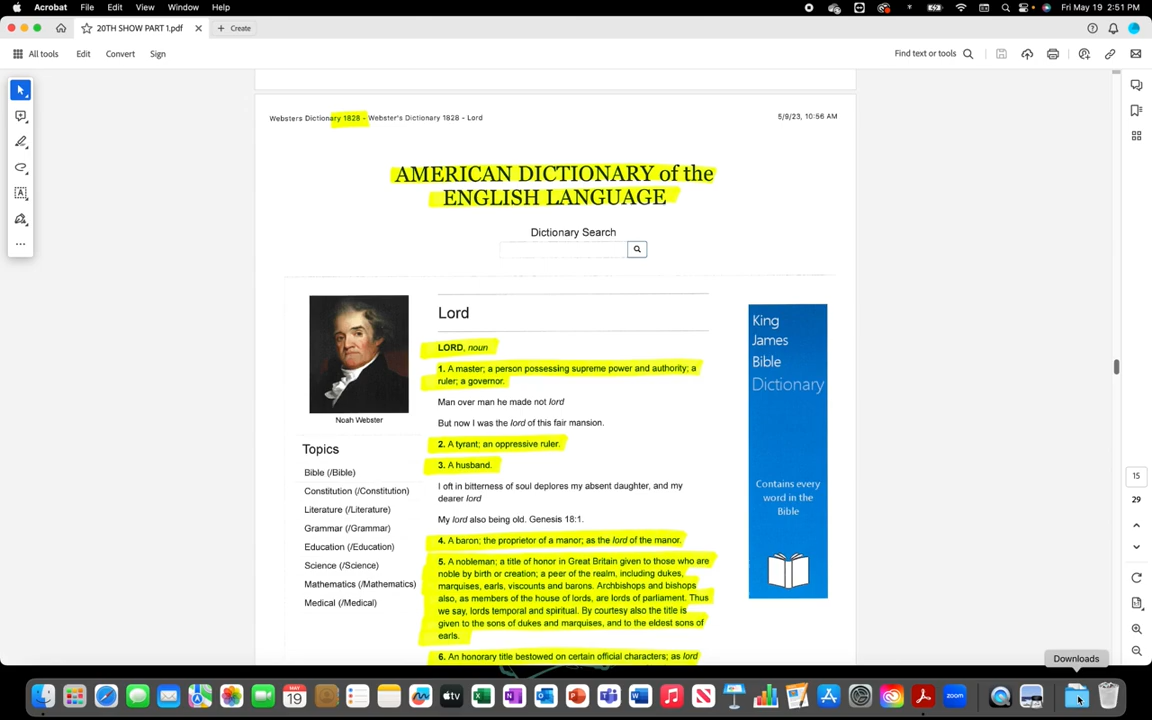 Acrobat File Edit View Window Help Fri May 19 2:51 PM
20TH SHOW PART 1.pdf Create
All tools Edit Convert Sign Find text or tools
Websters Dictionary 1828 - Webster's Dictionary 1828 - Lord 5/9/23, 10:56 AM
AMERICAN DICTIONARY of the
ENGLISH LANGUAGE
Dictionary Search
Lord
LORD, noun
1. A master; a person possessing supreme power and authority; a
ruler; a governor.
Man over man he made not lord
But now I was the lord of this fair mansion.
2. A tyrant; an oppressive ruler.
3. A husband.
I oft in bitterness of soul deplores my absent daughter, and my
dearer lord
My lord also being old. Genesis 18:1.
4. A baron; the proprietor of a manor; as the lord of the manor.
5. A nobleman; a title of honor in Great Britain given to those who are
noble by birth or creation; a peer of the realm, including dukes,
marquises, earls, viscounts and barons. Archbishops and bishops
also, as members of the house of lords, are lords of parliament. Thus
we say, lords temporal and spiritual. By courtesy also the title is
given to the sons of dukes and marquises, and to the eldest sons of
earls.
6. An honorary title bestowed on certain official characters; as lord
Noah Webster
Topics
Bible (/Bible)
Constitution (/Constitution)
Literature (/Literature)
Grammar (/Grammar)
Education (/Education)
Science (/Science)
Mathematics (/Mathematics)
Medical (/Medical)
King
James
Bible
Dictionary
Contains every
word in the
Bible
15
29
Downloads
MAY
19
tv
zoom